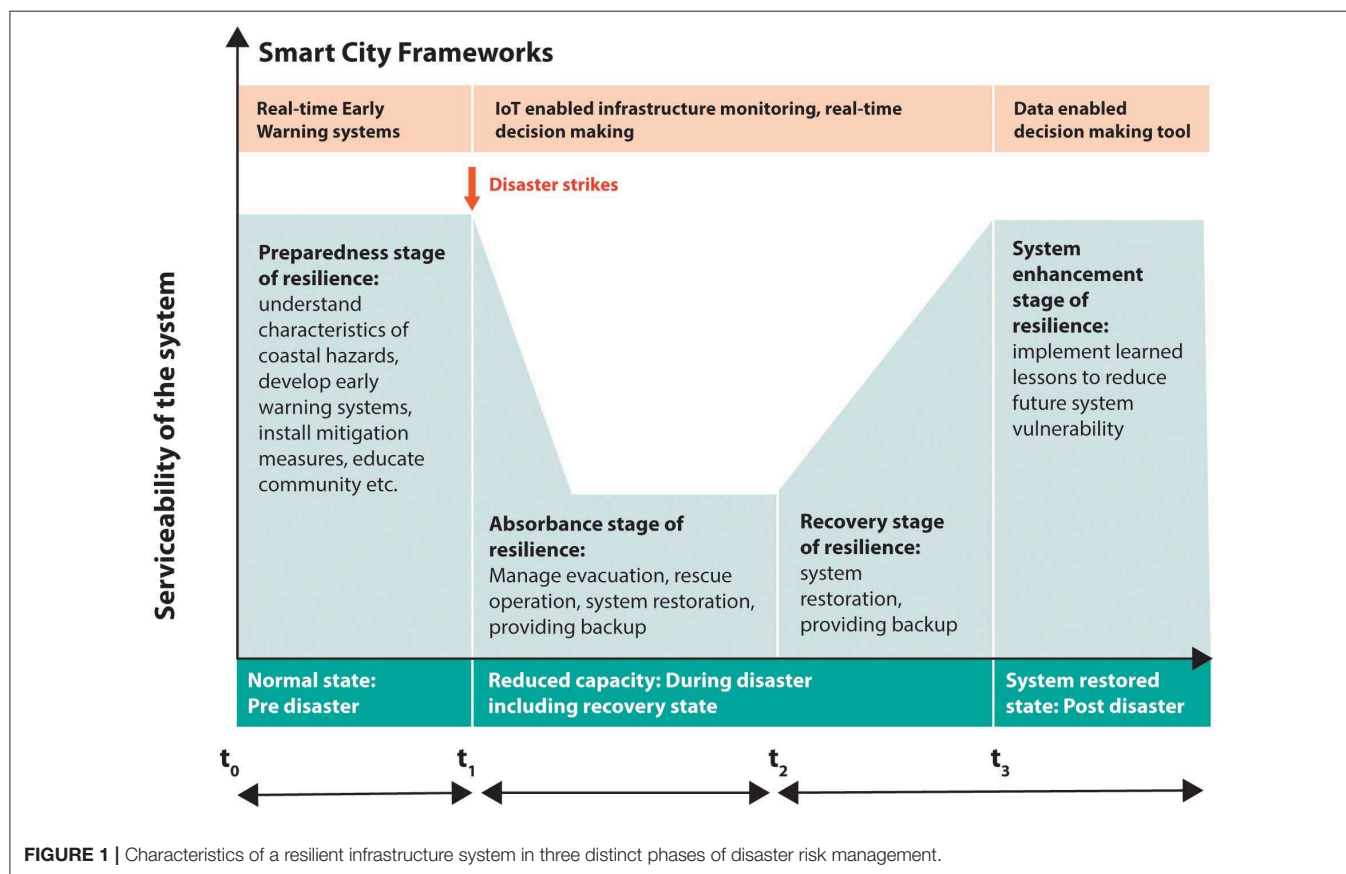 Smart City Frameworks
Real-time Early
Warning systems
IoT enabled infrastructure monitoring, real-time
decision making
Data enabled
decision making tool
Disaster strikes
Serviceability of the system
Preparedness stage
of resilience:
understand
characteristics of
coastal hazards,
develop early
warning systems,
install mitigation
measures, educate
community etc.
Absorbance stage of
resilience:
Manage evacuation, rescue
operation, system restoration,
providing backup
Recovery stage
of resilience:
system
restoration,
providing backup
System
enhancement
stage of
resilience:
implement learned
lessons to reduce
future system
vulnerability
Normal state:
Pre disaster
Reduced capacity: During disaster
including recovery state
System restored
state: Post disaster
t0
t1
t2
t3
FIGURE 1 | Characteristics of a resilient infrastructure system in three distinct phases of disaster risk management.